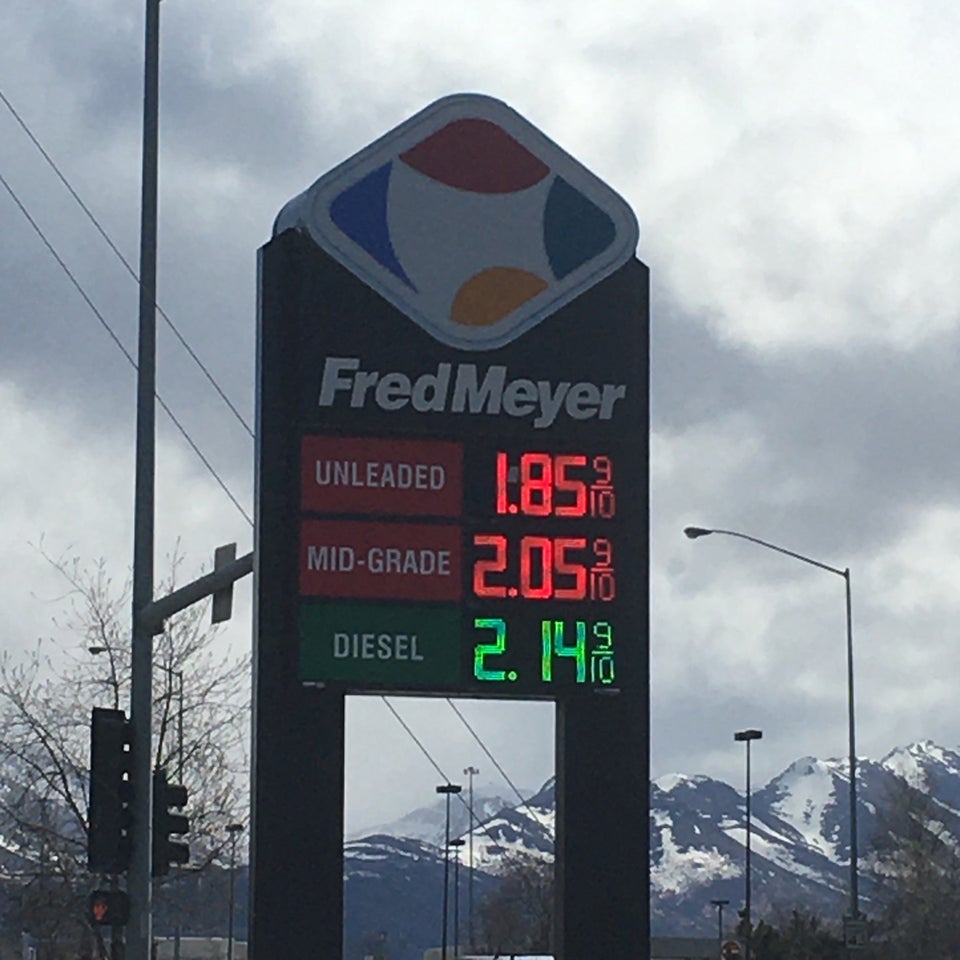 FredMeyer
UNLEADED 1.85 9/10
MID-GRADE 2.05 9/10
DIESEL 2.14 9/10